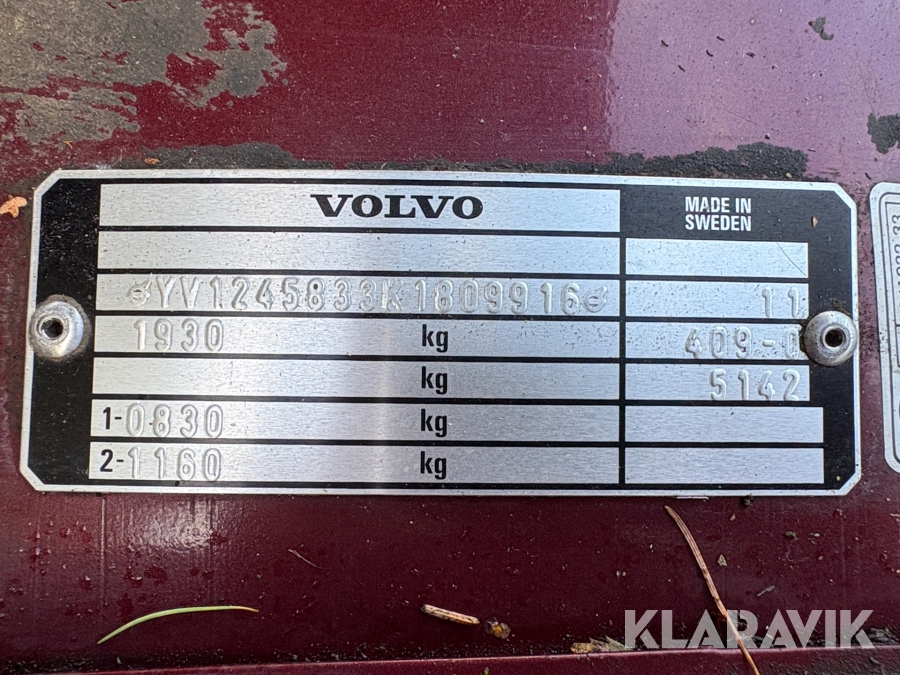 VOLVO MADE IN SWEDEN
YV1245833K1809916 11
1930 kg 409-0
kg 5142
1-0830 kg
2-1160 kg
KLARAVIK